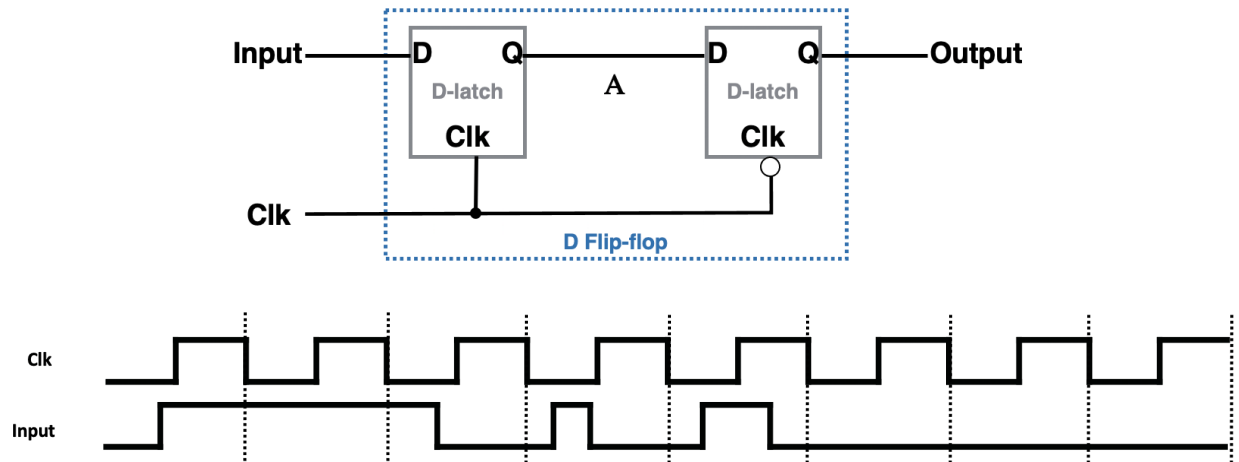 Input D Q D Q Output
A
D-latch D-latch
Clk Clk
Clk
D Flip-flop
Clk
Input